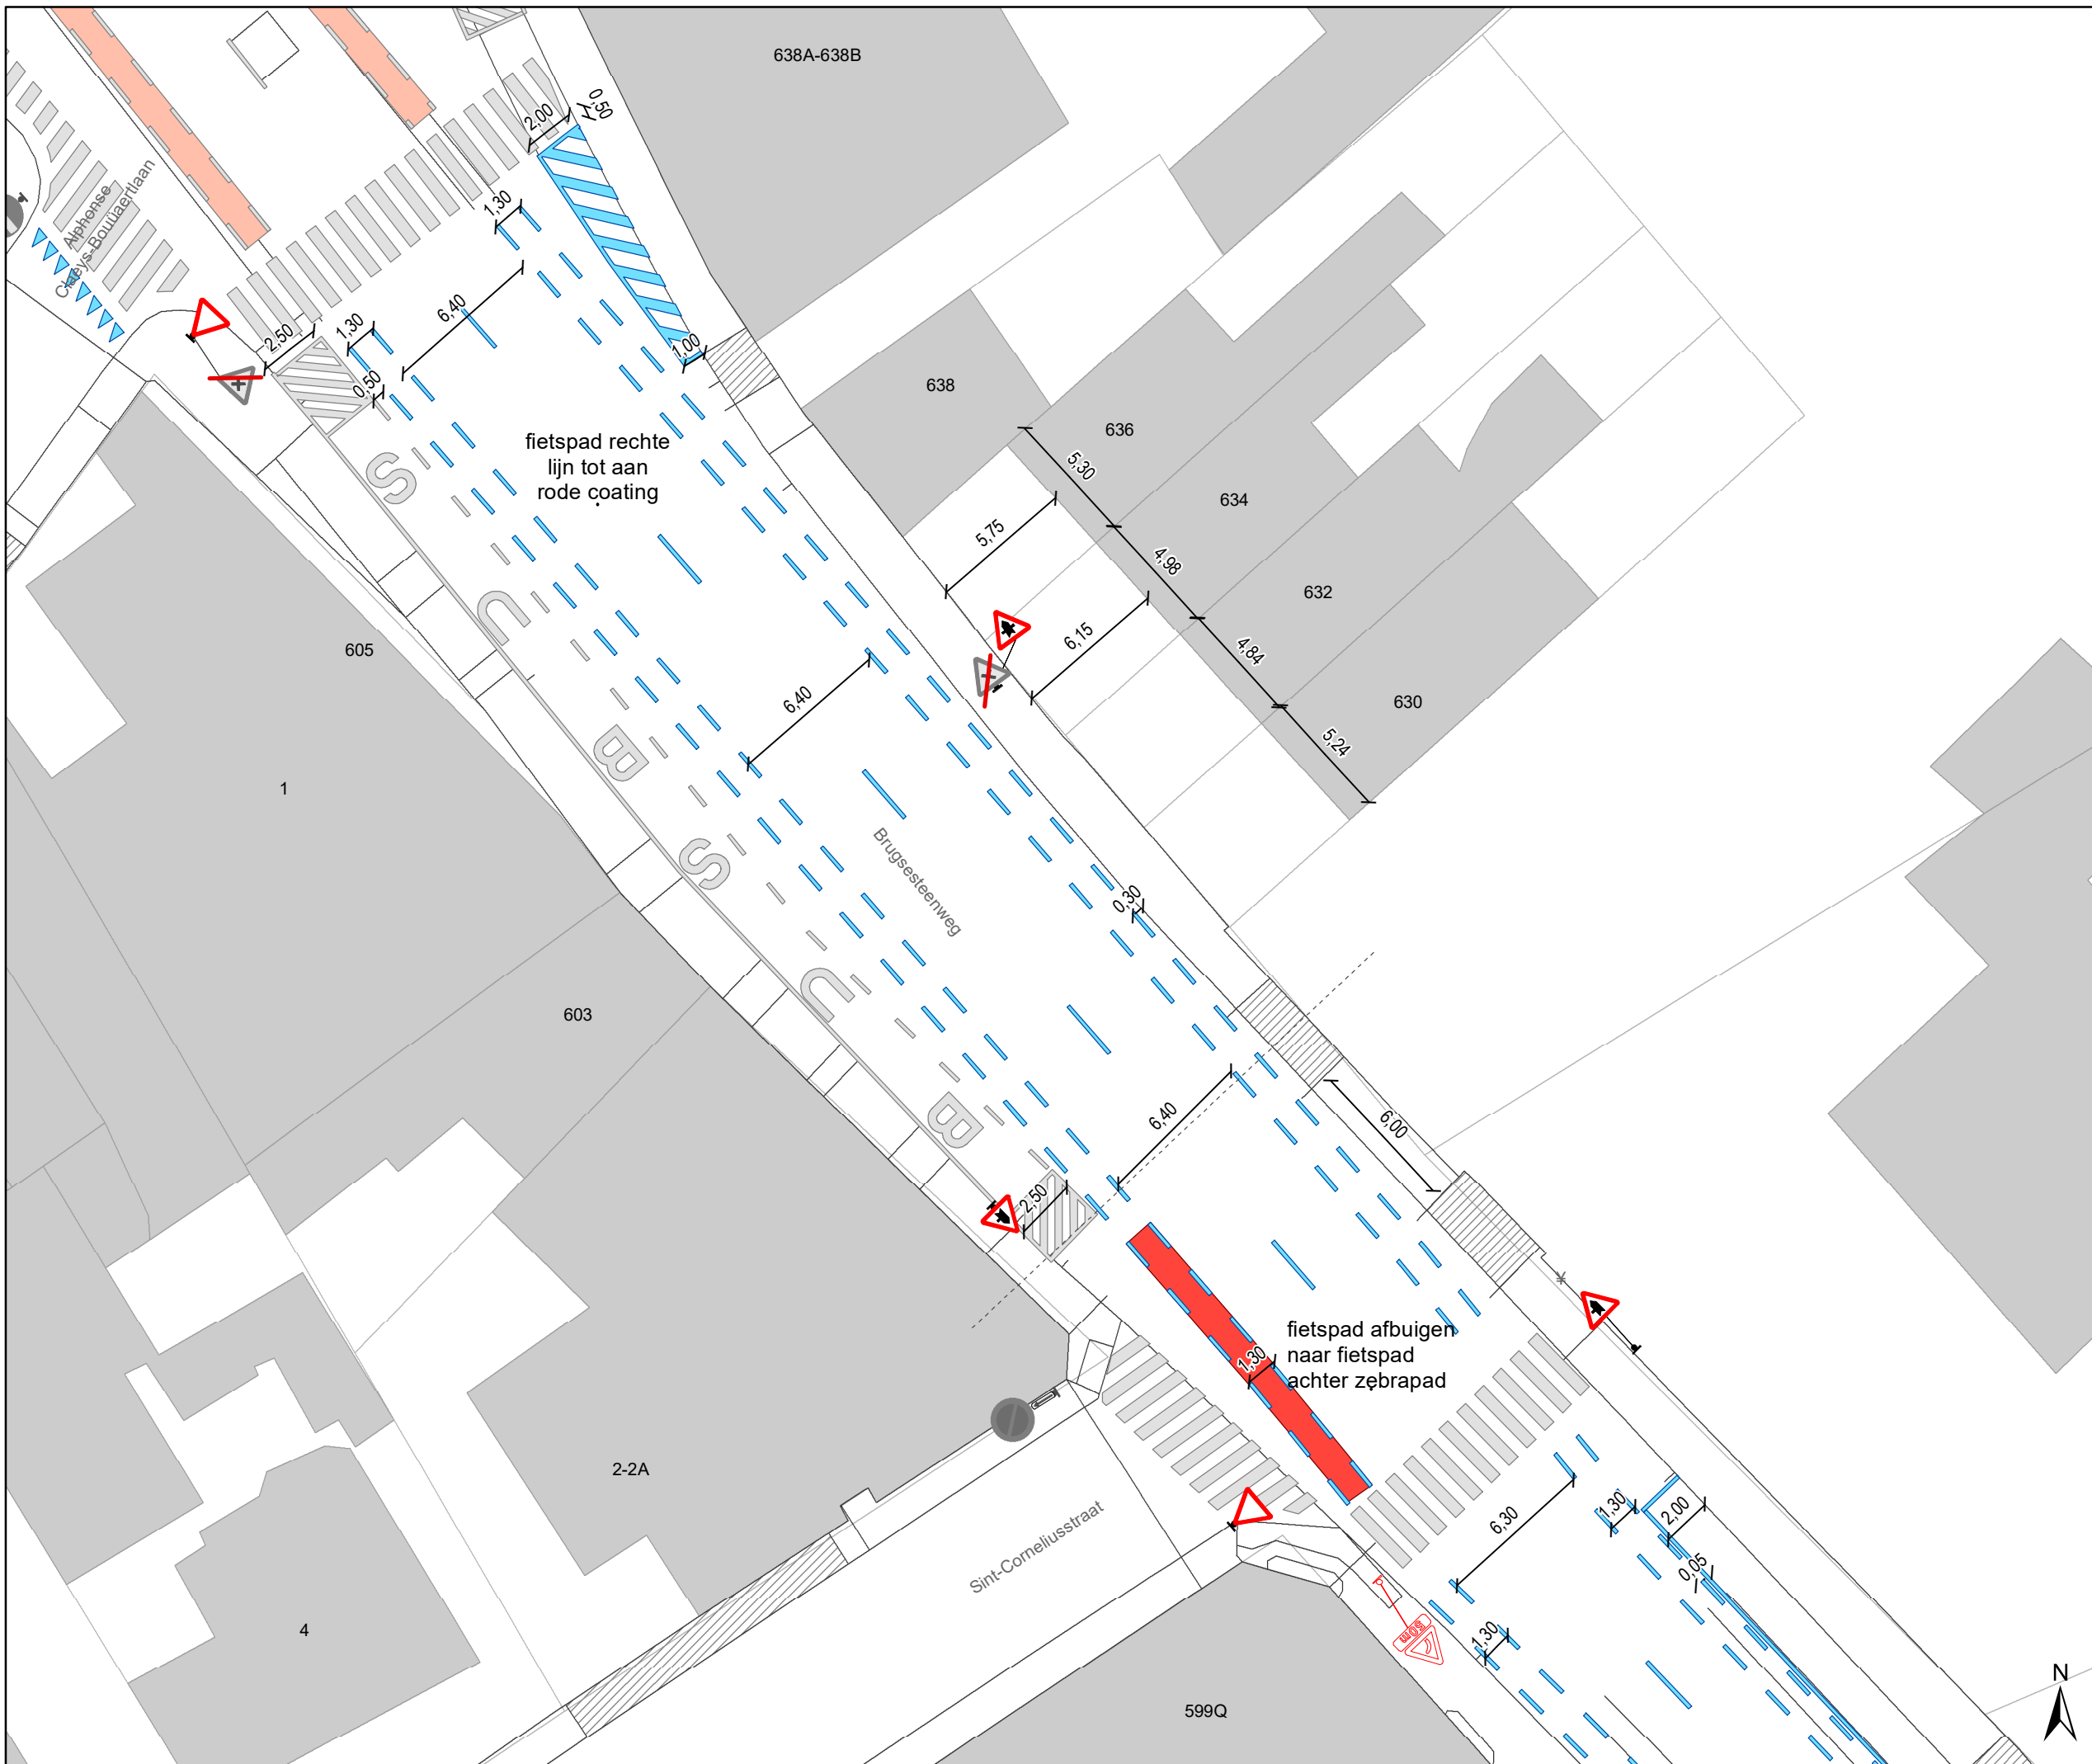 638A-638B
0,50
2,00
Alphonse
Claeys-Bouüaertlaan
1,30
6,40
2,50
1,30
0,50
1,00
638
636
fietspad rechte
lijn tot aan
rode coating
5,30
634
5,75
4,98
632
6,15
4,84
630
5,24
605
6,40
1
BUS
Brugsesteenweg
0,30
BUS
603
6,40
6,00
2,50
fietspad afbuigen
naar fietspad
achter zebrapad
1,30
2-2A
Sint-Corneliusstraat
6,30
1,30
2,00
0,05
50m
1,30
4
599Q
N